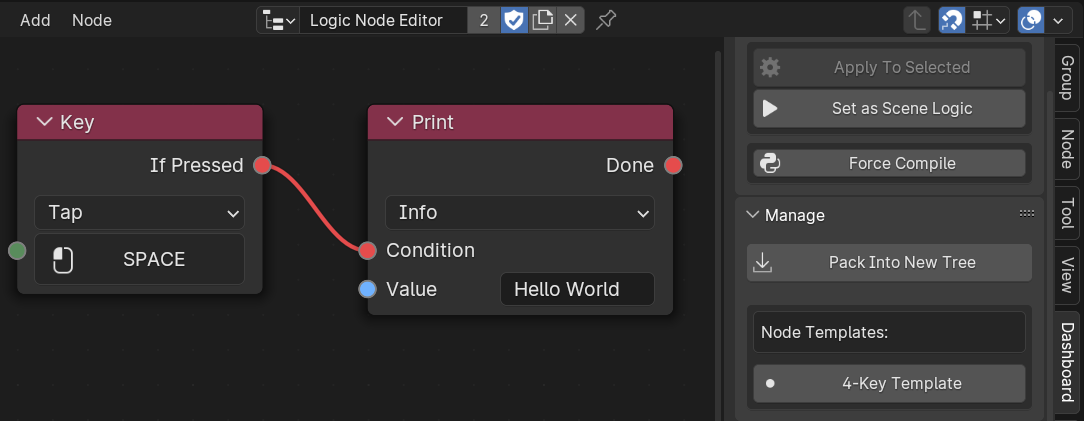 Add Node Logic Node Editor 2
Key
If Pressed
Tap
SPACE
Print
Done
Info
Condition
Value Hello World
Apply To Selected
Set as Scene Logic
Force Compile
Manage
Pack Into New Tree
Node Templates:
4-Key Template
Group
Node
Tool
View
Dashboard